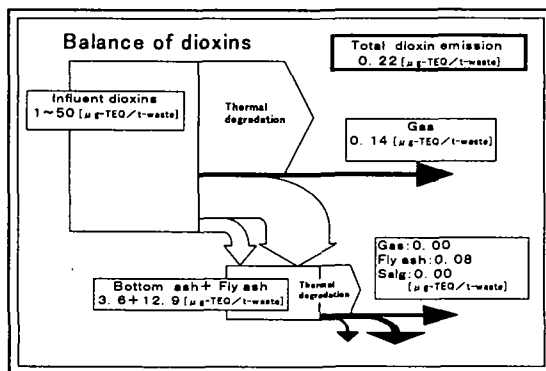 Balance of dioxins
Total dioxin emission
0. 22 [μg-TEQ/t-waste]
Influent dioxins
1~50 [μg-TEQ/t-waste]
Thermal
degradation
Gas
0. 14 [μg-TEQ/t-waste]
Gas:0. 00
Fly ash:0. 08
Salg:0. 00
[μg-TEQ/t-waste]
Bottom ash+Fly ash
3. 6+12. 9 [μg-TEQ/t-waste]
Thermal
degradation